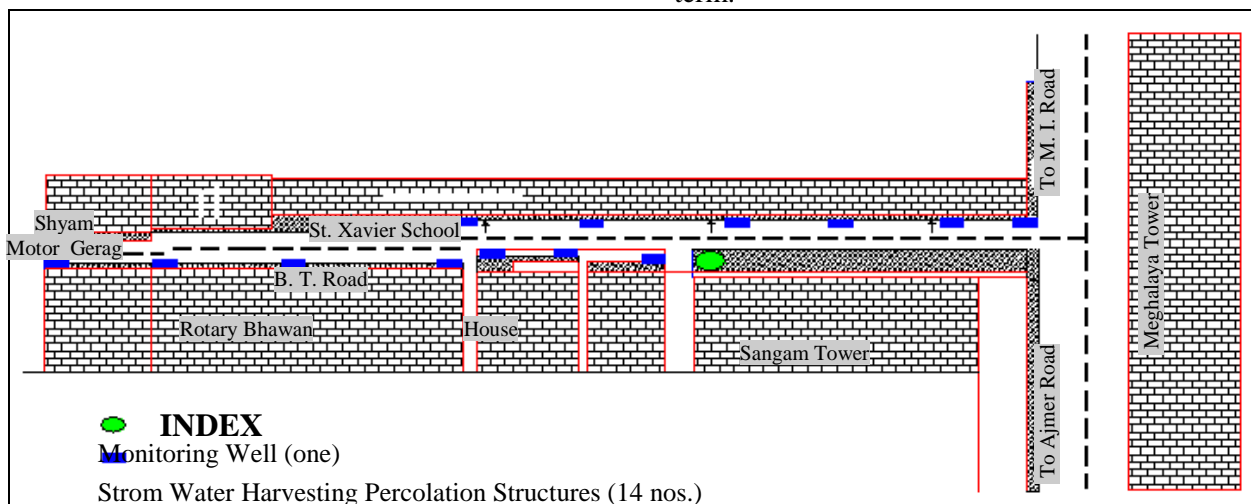 term.
To M. I. Road
Shyam
Motor Gerag
St. Xavier School
B. T. Road
Rotary Bhawan
House
Sangam Tower
Meghalaya Tower
To Ajmer Road
INDEX
Monitoring Well (one)
Strom Water Harvesting Percolation Structures (14 nos.)